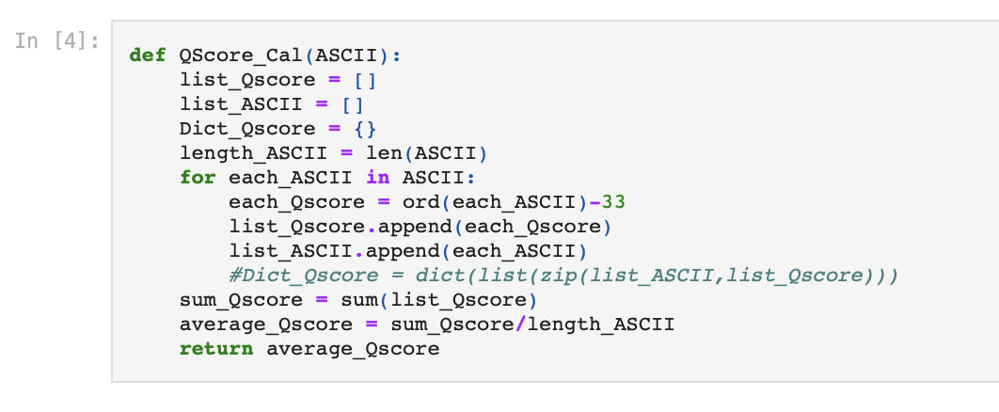 In [4]:
def QScore_Cal(ASCII):
    list_Qscore = []
    list_ASCII = []
    Dict_Qscore = {}
    length_ASCII = len(ASCII)
    for each_ASCII in ASCII:
        each_Qscore = ord(each_ASCII)-33
        list_Qscore.append(each_Qscore)
        list_ASCII.append(each_ASCII)
        #Dict_Qscore = dict(list(zip(list_ASCII,list_Qscore)))
    sum_Qscore = sum(list_Qscore)
    average_Qscore = sum_Qscore/length_ASCII
    return average_Qscore